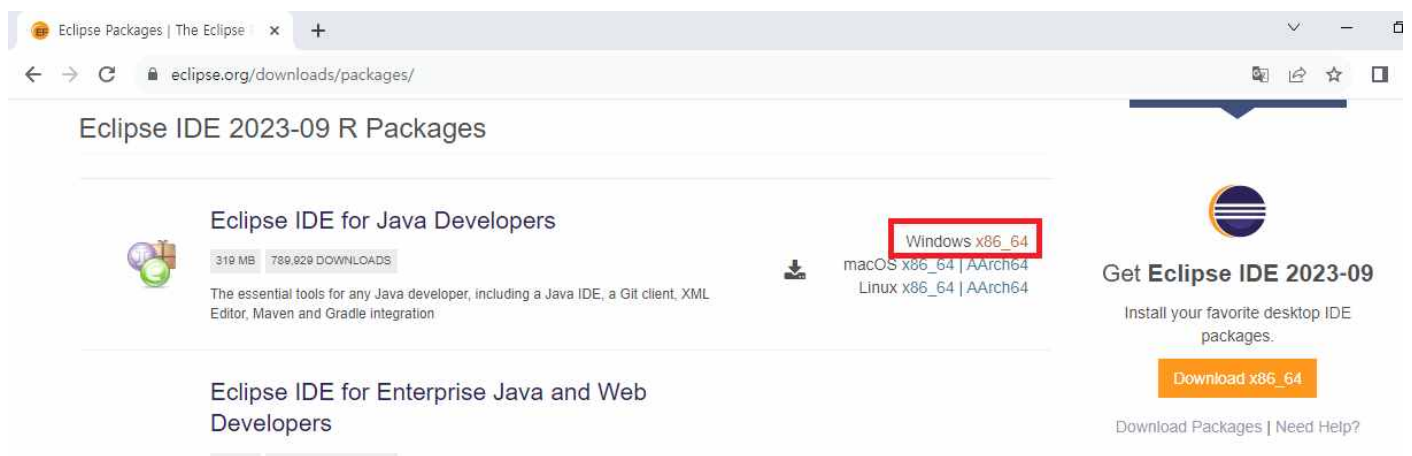 Eclipse Packages | The Eclipse
eclipse.org/downloads/packages/
Eclipse IDE 2023-09 R Packages
Eclipse IDE for Java Developers
319 MB 789,929 DOWNLOADS
The essential tools for any Java developer, including a Java IDE, a Git client, XML
Editor, Maven and Gradle integration
Windows x86_64
macOS x86_64 | AArch64
Linux x86_64 | AArch64
Eclipse IDE for Enterprise Java and Web
Developers
Get Eclipse IDE 2023-09
Install your favorite desktop IDE
packages.
Download x86_64
Download Packages | Need Help?